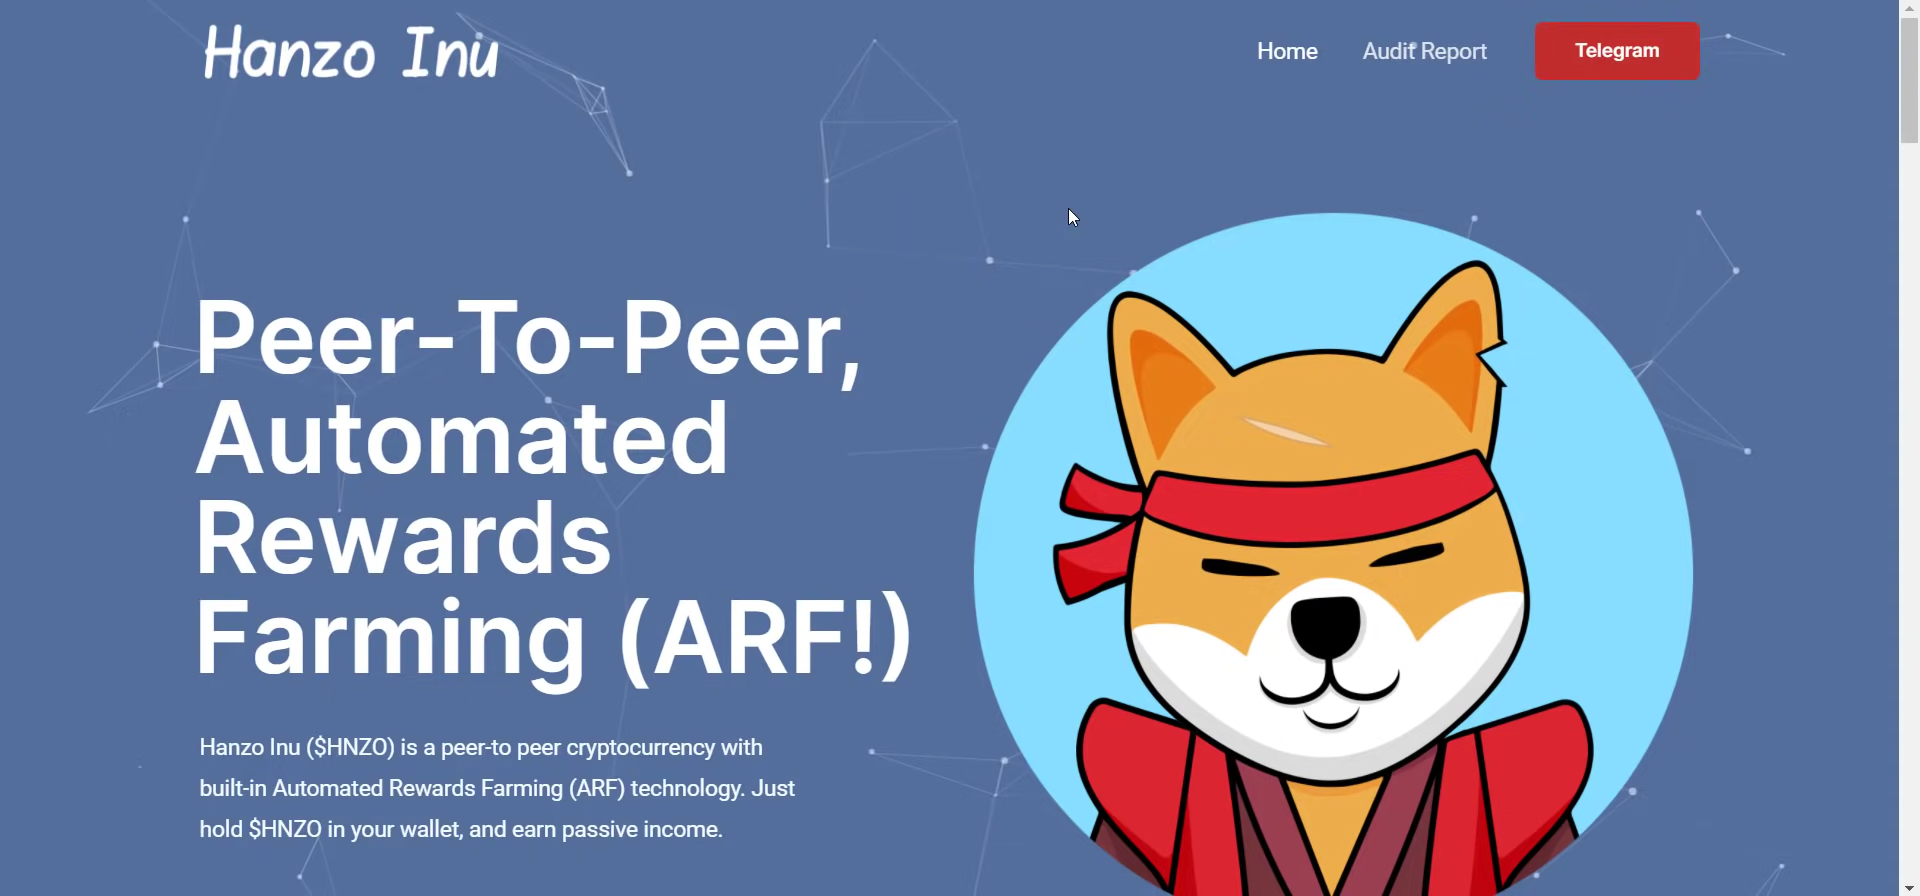 Hanzo Inu
Home
Audit Report
Telegram
Peer-To-Peer,
Automated
Rewards
Farming (ARF!)
Hanzo Inu ($HNZO) is a peer-to peer cryptocurrency with
built-in Automated Rewards Farming (ARF) technology. Just
hold $HNZO in your wallet, and earn passive income.